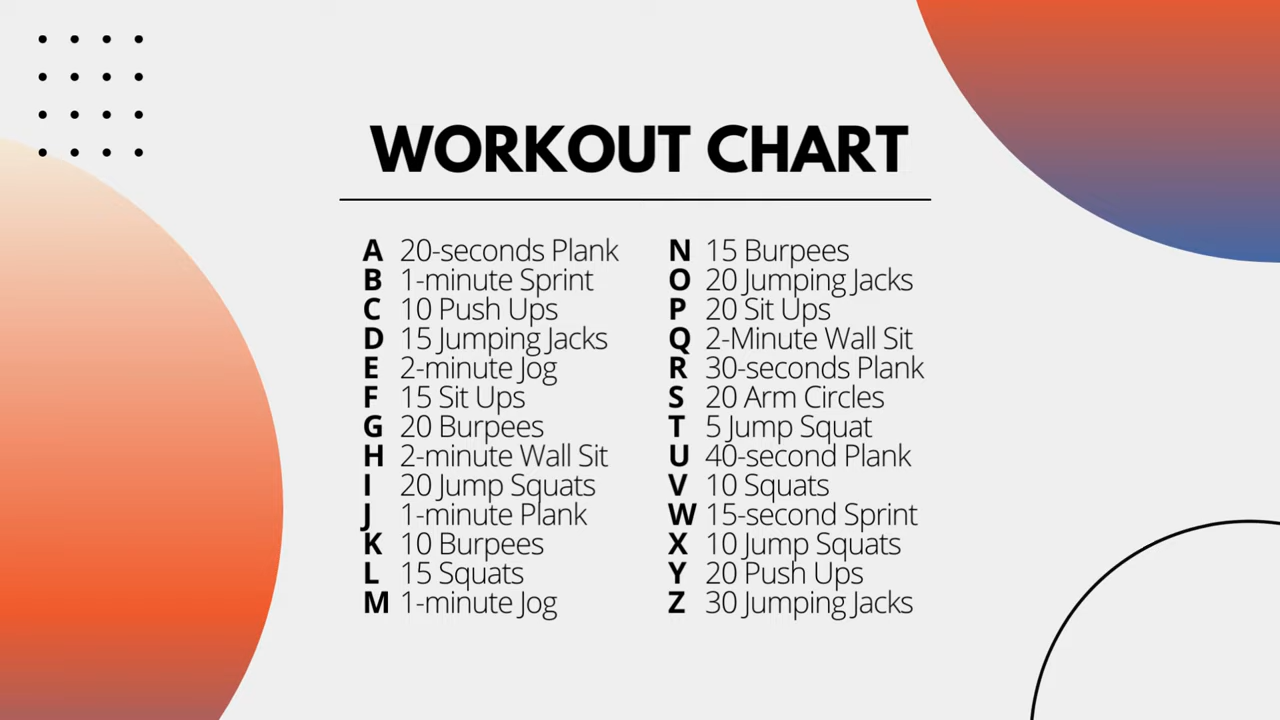 WORKOUT CHART
A 20-seconds Plank
B 1-minute Sprint
C 10 Push Ups
D 15 Jumping Jacks
E 2-minute Jog
F 15 Sit Ups
G 20 Burpees
H 2-minute Wall Sit
I 20 Jump Squats
J 1-minute Plank
K 10 Burpees
L 15 Squats
M 1-minute Jog
N 15 Burpees
O 20 Jumping Jacks
P 20 Sit Ups
Q 2-Minute Wall Sit
R 30-seconds Plank
S 20 Arm Circles
T 5 Jump Squat
U 40-second Plank
V 10 Squats
W 15-second Sprint
X 10 Jump Squats
Y 20 Push Ups
Z 30 Jumping Jacks